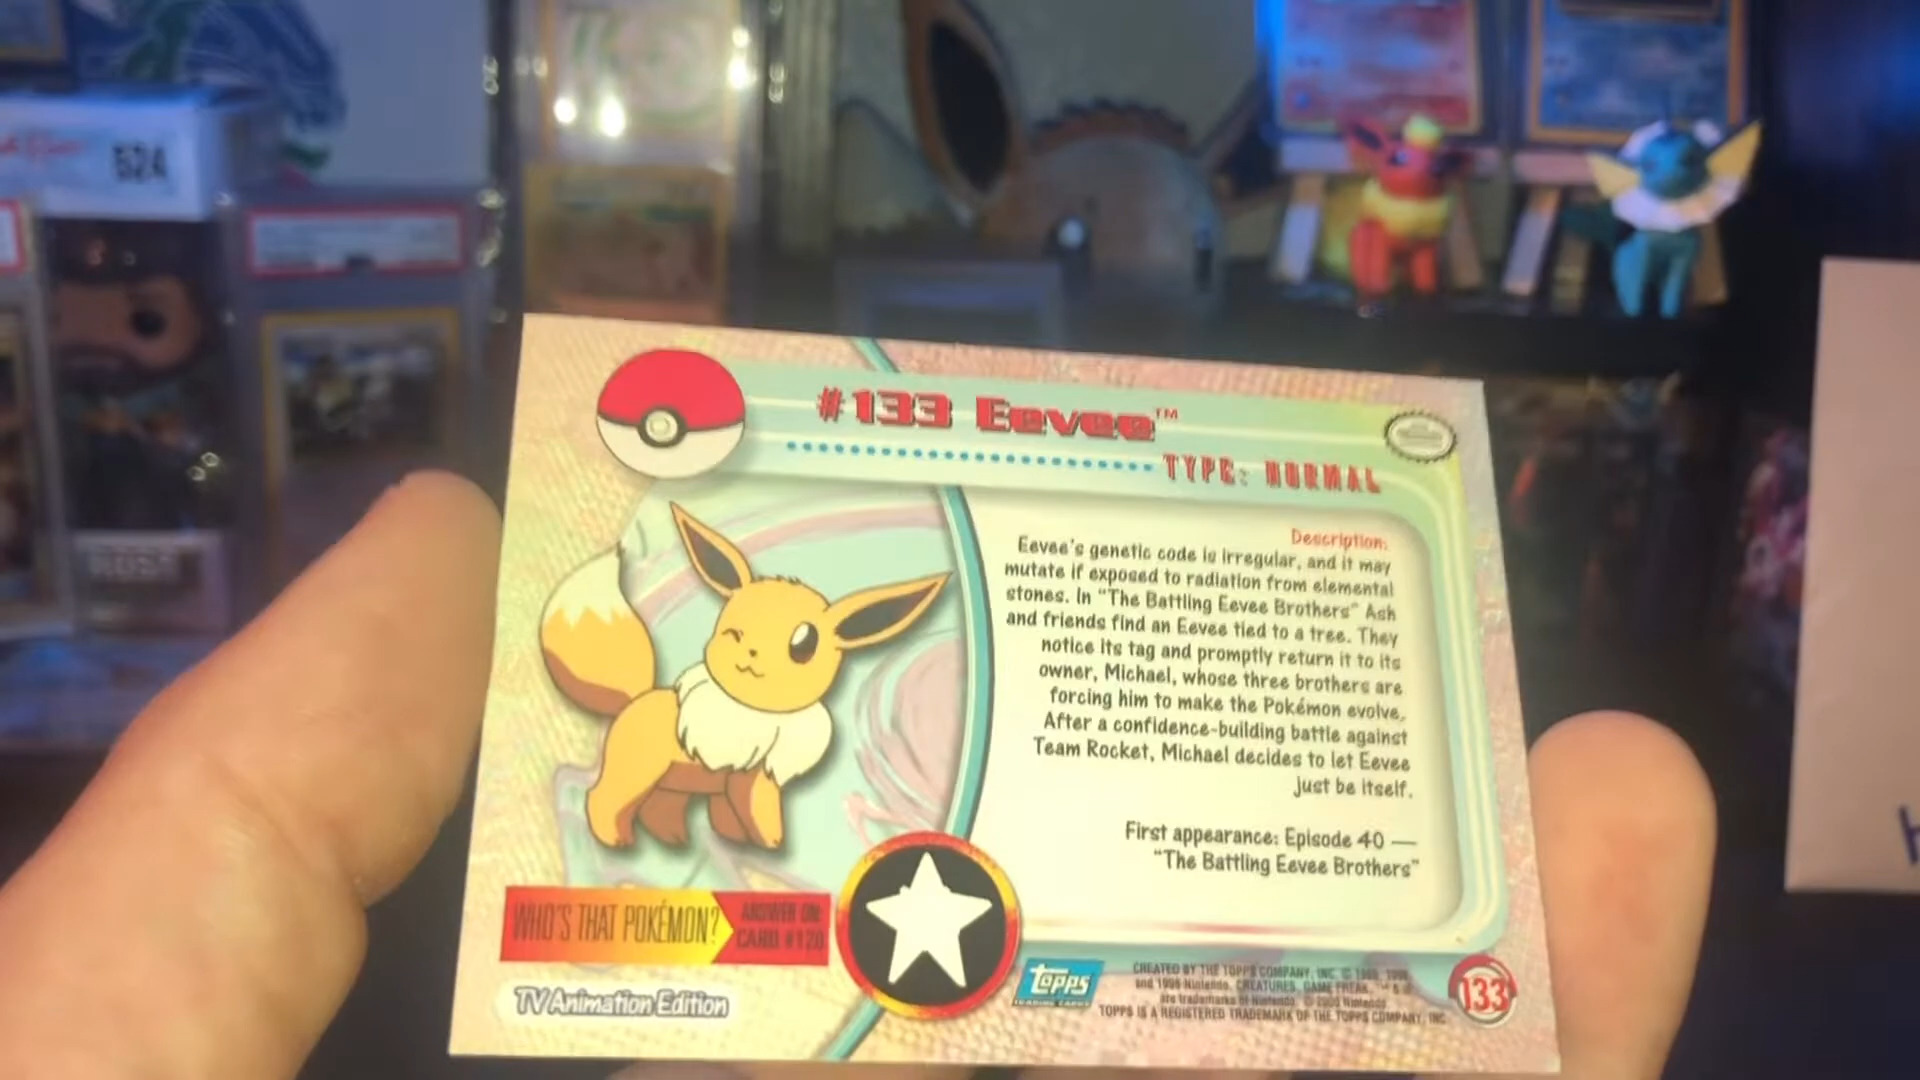 524
#133 Eevee™
TYPE: NORMAL
Description:
Eevee's genetic code is irregular, and it may
mutate if exposed to radiation from elemental
stones. In "The Battling Eevee Brothers" Ash
and friends find an Eevee tied to a tree. They
notice its tag and promptly return it to its
owner, Michael, whose three brothers are
forcing him to make the Pokémon evolve.
After a confidence-building battle against
Team Rocket, Michael decides to let Eevee
just be itself.
First appearance: Episode 40 —
"The Battling Eevee Brothers"
WHO'S THAT POKÉMON?
ANSWER ON:
CARD #120
TV Animation Edition
Topps
TRADING CARDS
CREATED BY THE TOPPS COMPANY, INC. ©
and Nintendo. CREATURES, GAME FREAK.
are trademarks of Nintendo. © 2000 Nintendo.
TOPPS IS A REGISTERED TRADEMARK OF THE TOPPS COMPANY, INC.
133